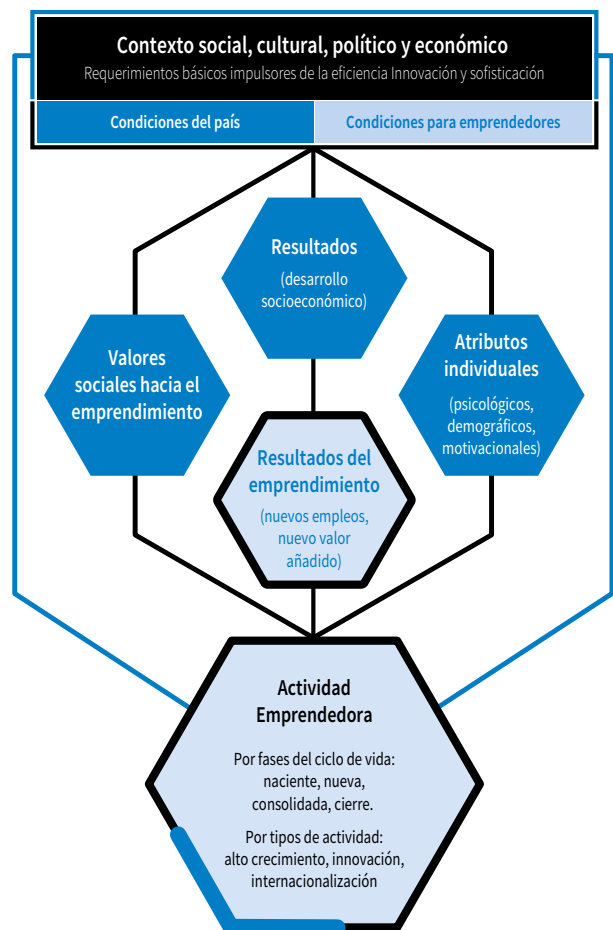 Contexto social, cultural, político y económico
Requerimientos básicos impulsores de la eficiencia Innovación y sofisticación
Condiciones del país
Condiciones para emprendedores
Resultados
(desarrollo
socioeconómico)
Valores
sociales hacia el
emprendimiento
Atributos
individuales
(psicológicos,
demográficos,
motivacionales)
Resultados del
emprendimiento
(nuevos empleos,
nuevo valor
añadido)
Actividad
Emprendedora
Por fases del ciclo de vida:
naciente, nueva,
consolidada, cierre.
Por tipos de actividad:
alto crecimiento, innovación,
internacionalización